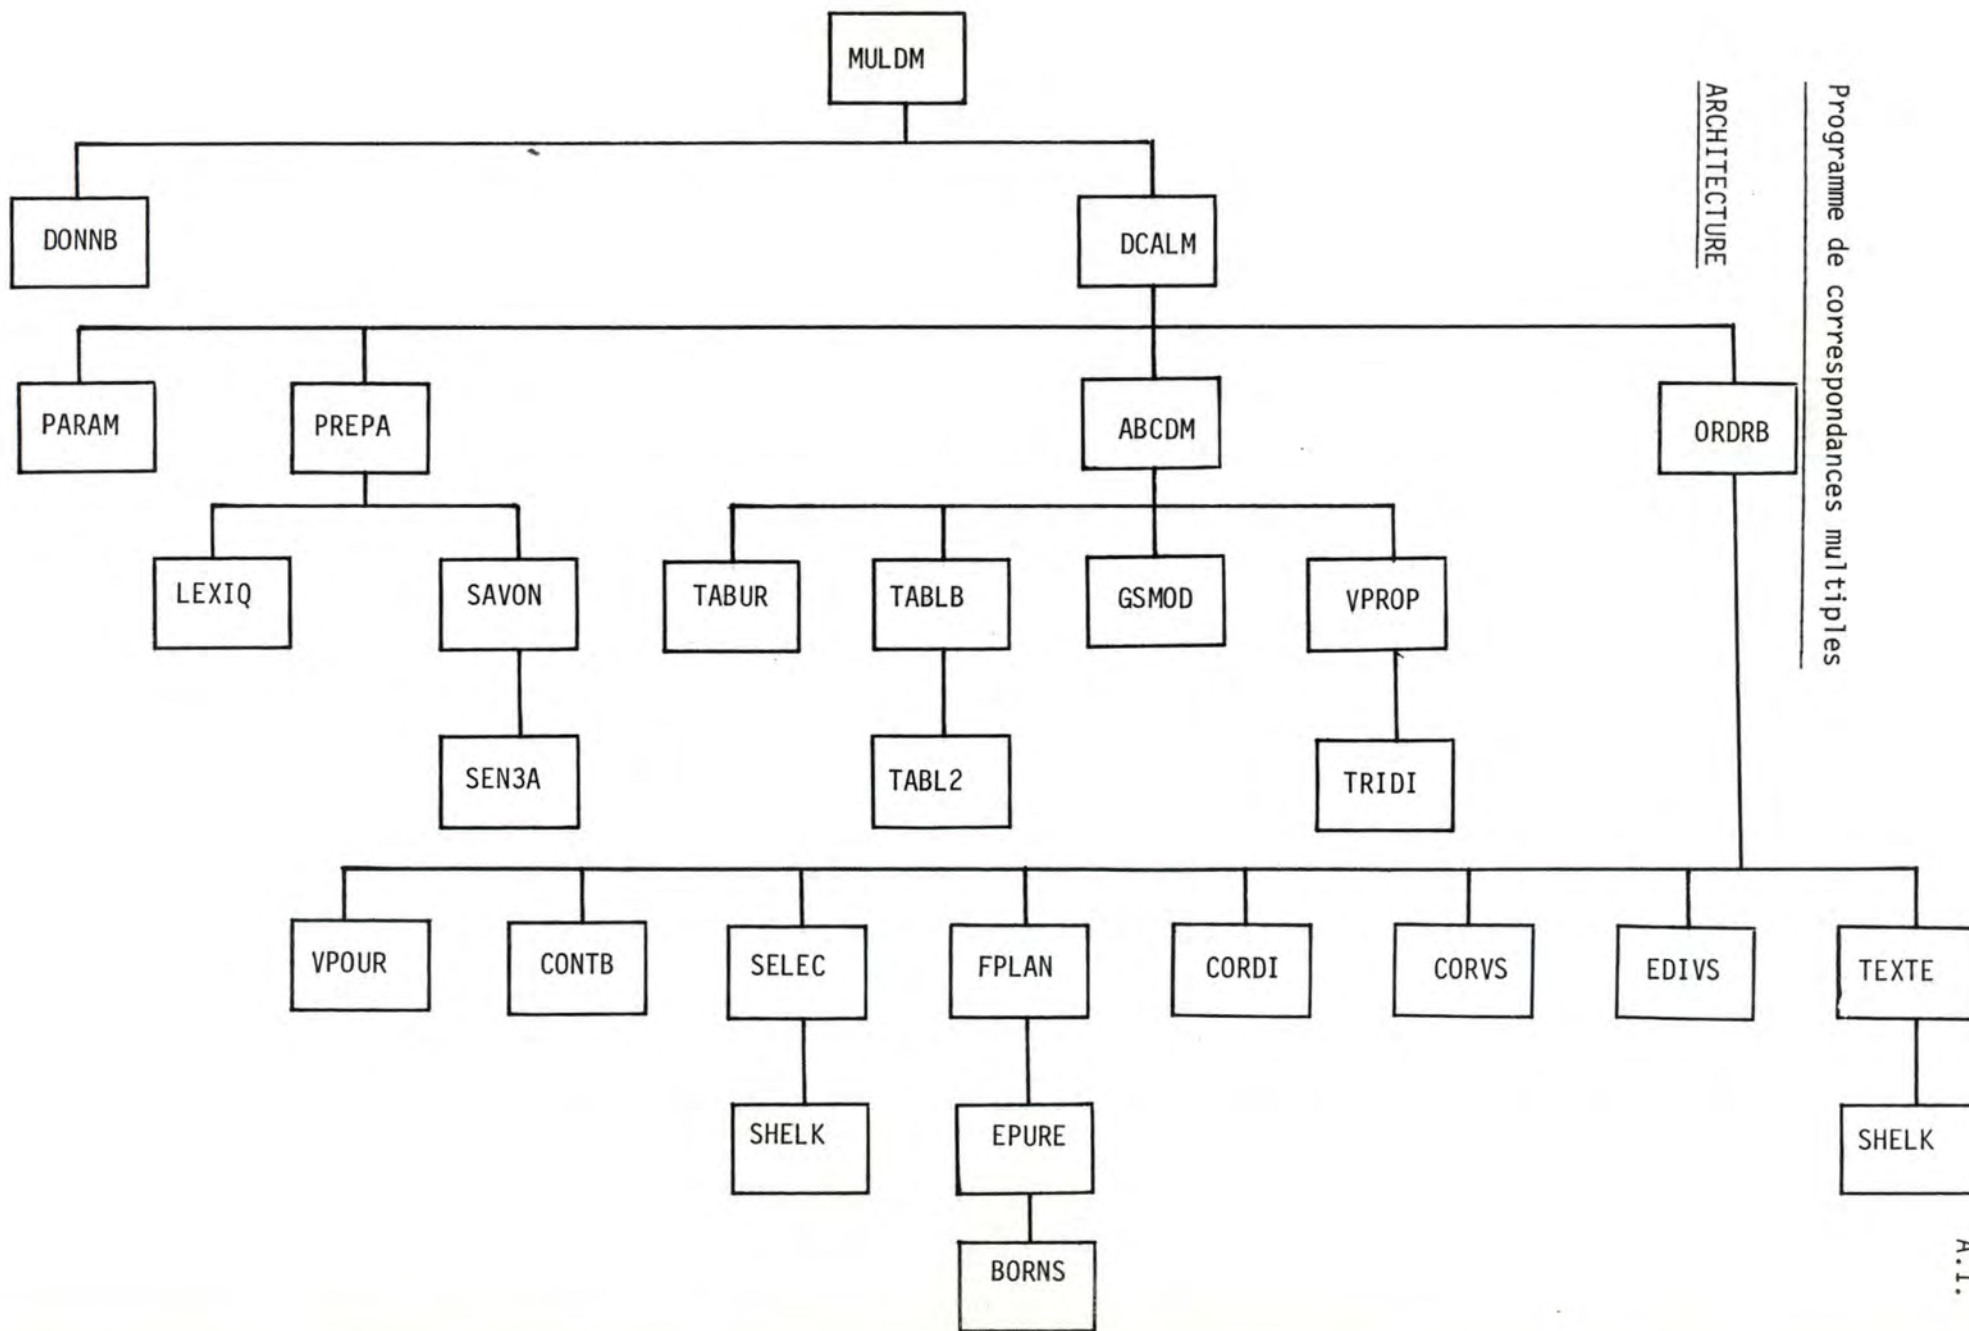 Programme de correspondances multiples
ARCHITECTURE
MULDM
DONNB
DCALM
PARAM
PREPA
ABCDM
ORDRB
LEXIQ
SAVON
TABUR
TABLB
GSMOD
VPROP
SEN3A
TABL2
TRIDI
VPOUR
CONTB
SELEC
FPLAN
CORDI
CORVS
EDIVS
TEXTE
SHELK
EPURE
SHELK
BORNS
A.1.